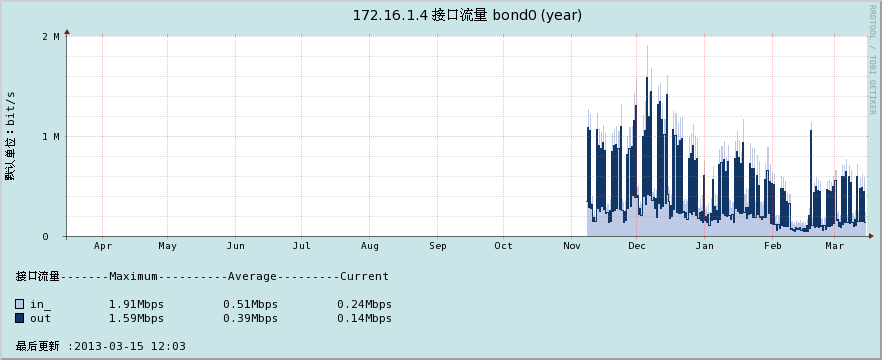 172.16.1.4 接口流量 bond0 (year)
RRDTOOL / TOBI OETIKER
默认单位：bit/s
2 M
1 M
0
Apr May Jun Jul Aug Sep Oct Nov Dec Jan Feb Mar
接口流量-------Maximum----------Average---------Current
in_ 1.91Mbps 0.51Mbps 0.24Mbps
out 1.59Mbps 0.39Mbps 0.14Mbps
最后更新 :2013-03-15 12:03